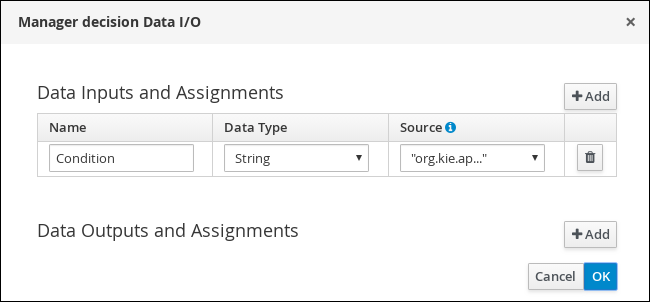 Manager decision Data I/O ×
Data Inputs and Assignments
+ Add
Name Data Type Source
Condition String "org.kie.ap..."
Data Outputs and Assignments
+ Add
Cancel OK